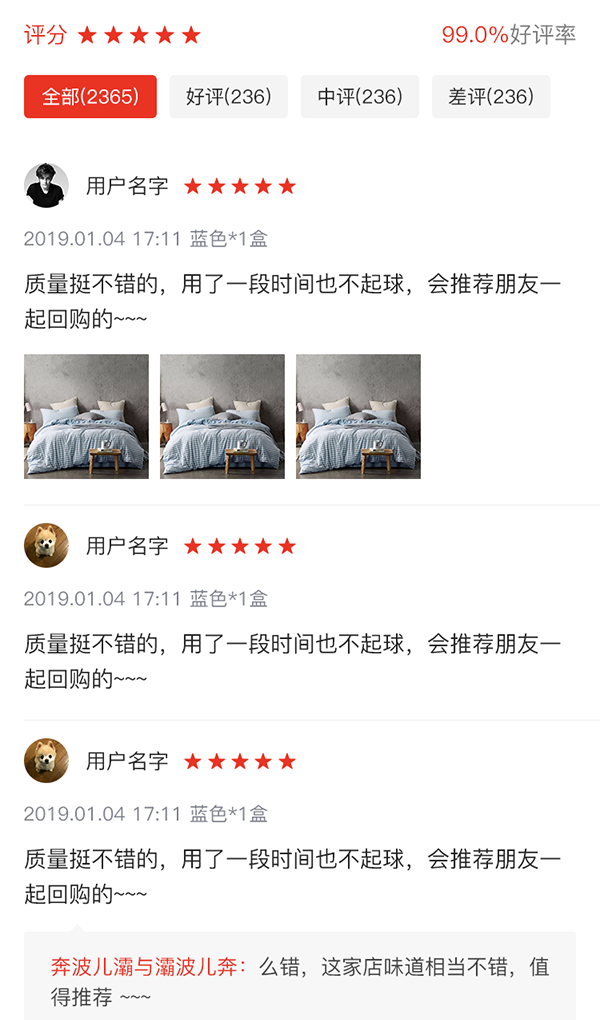 评分 ★★★★★ 99.0%好评率
全部(2365) 好评(236) 中评(236) 差评(236)
用户名字 ★★★★★
2019.01.04 17:11 蓝色*1盒
质量挺不错的，用了一段时间也不起球，会推荐朋友一
起回购的~~~
用户名字 ★★★★★
2019.01.04 17:11 蓝色*1盒
质量挺不错的，用了一段时间也不起球，会推荐朋友一
起回购的~~~
用户名字 ★★★★★
2019.01.04 17:11 蓝色*1盒
质量挺不错的，用了一段时间也不起球，会推荐朋友一
起回购的~~~
奔波儿灞与灞波儿奔：么错，这家店味道相当不错，值
得推荐 ~~~